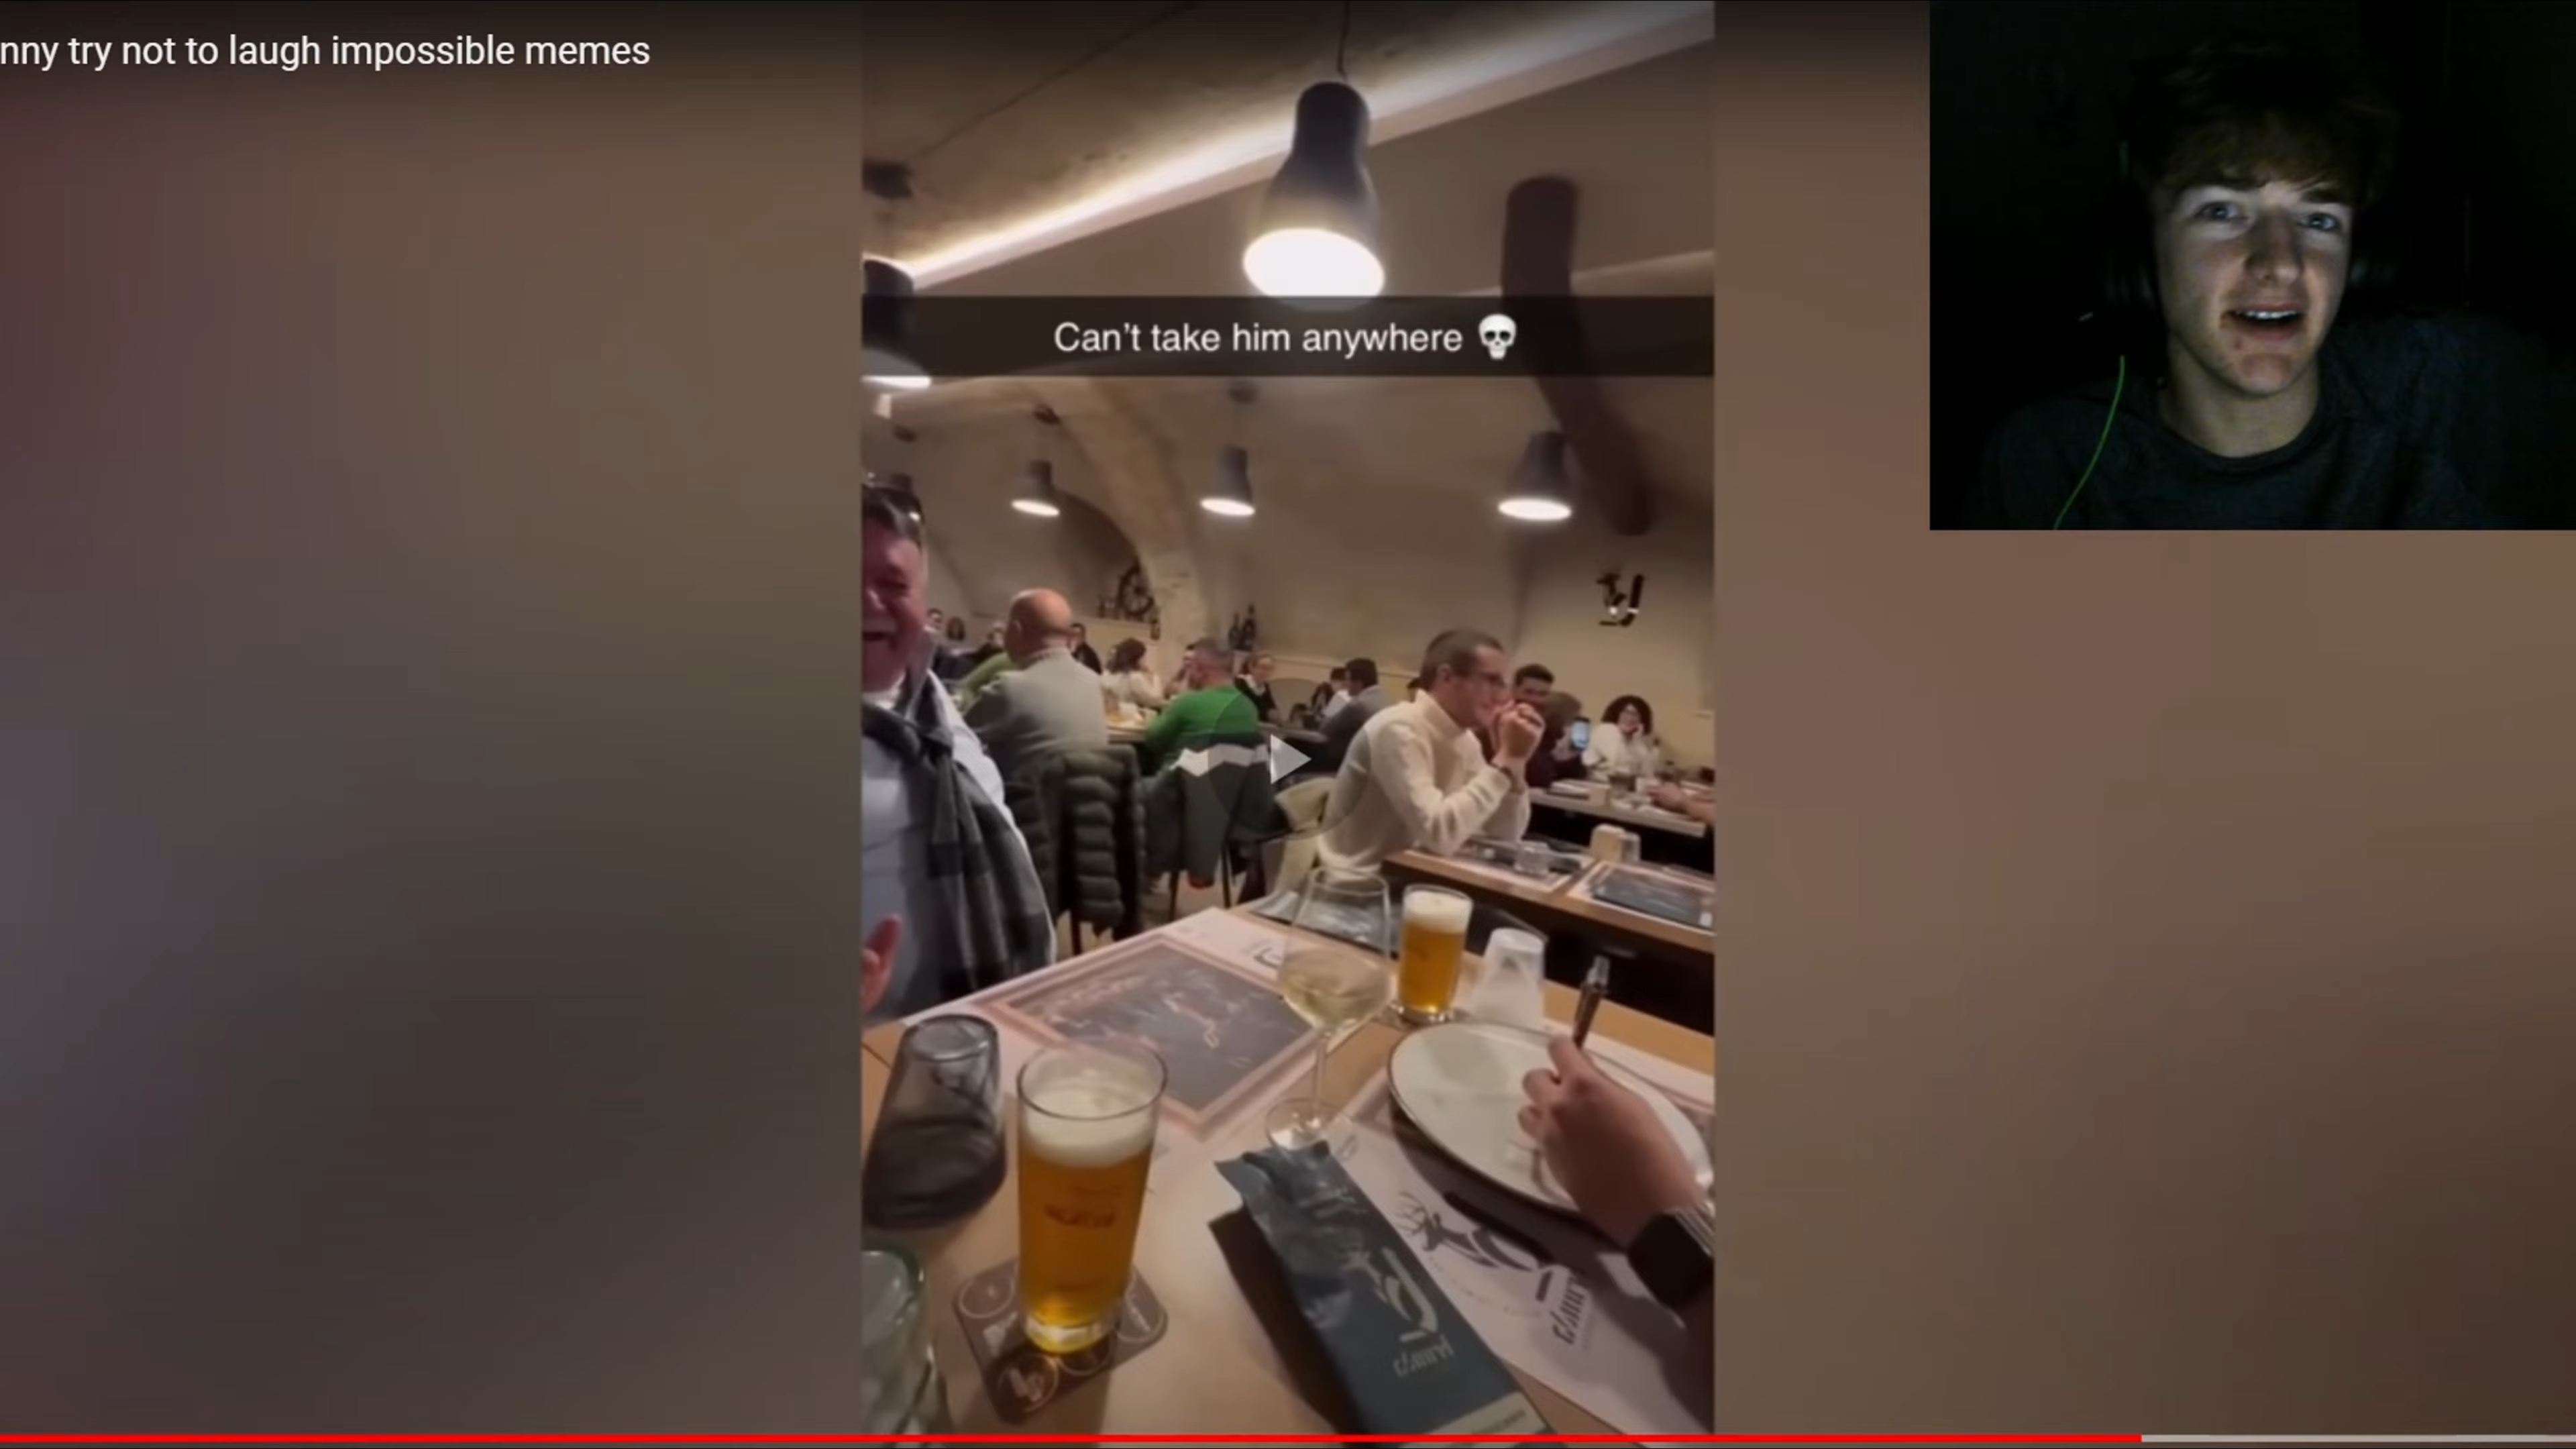 nny try not to laugh impossible memes
Can't take him anywhere 💀